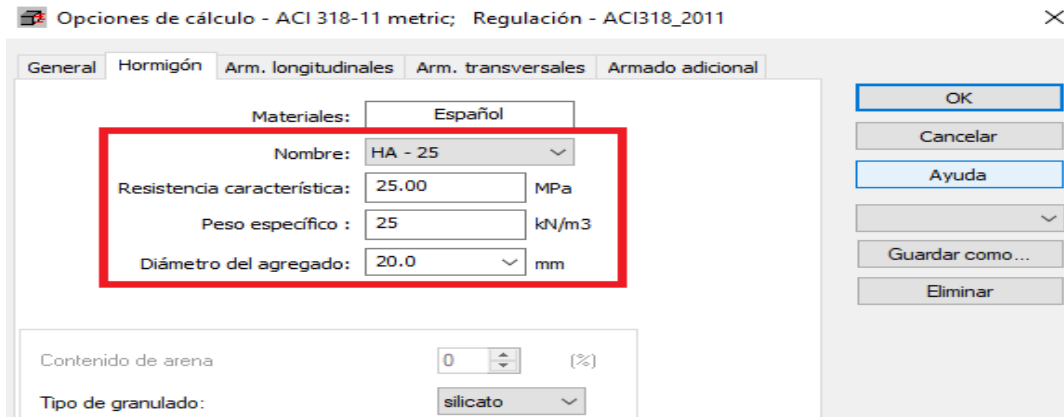 Opciones de cálculo - ACI 318-11 metric; Regulación - ACI318_2011
General Hormigón Arm. longitudinales Arm. transversales Armado adicional
Materiales: Español
Nombre: HA - 25
Resistencia característica: 25.00 MPa
Peso específico : 25 kN/m3
Diámetro del agregado: 20.0 mm
Contenido de arena 0 (%)
Tipo de granulado: silicato
OK
Cancelar
Ayuda
Guardar como...
Eliminar